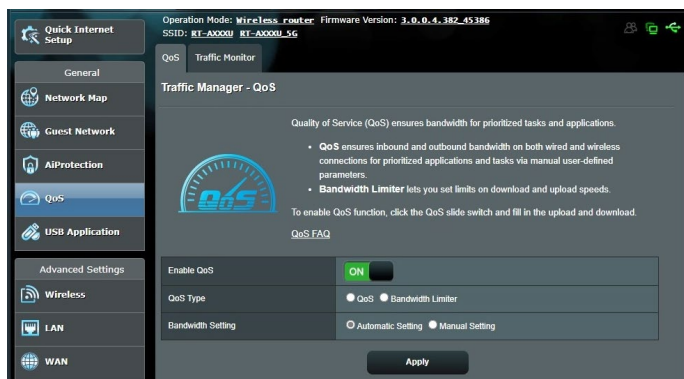 Quick Internet
Setup
General
Network Map
Guest Network
AiProtection
QoS
USB Application
Advanced Settings
Wireless
LAN
WAN
Operation Mode: Wireless router Firmware Version: 3.0.0.4.382_45386
SSID: RT-AXXXU RT-AXXXU_5G
QoS Traffic Monitor
Traffic Manager - QoS
QoS
Quality of Service (QoS) ensures bandwidth for prioritized tasks and applications.
• QoS ensures inbound and outbound bandwidth on both wired and wireless
connections for prioritized applications and tasks via manual user-defined
parameters.
• Bandwidth Limiter lets you set limits on download and upload speeds.
To enable QoS function, click the QoS slide switch and fill in the upload and download.
QoS FAQ
Enable QoS ON
QoS Type QoS Bandwidth Limiter
Bandwidth Setting Automatic Setting Manual Setting
Apply